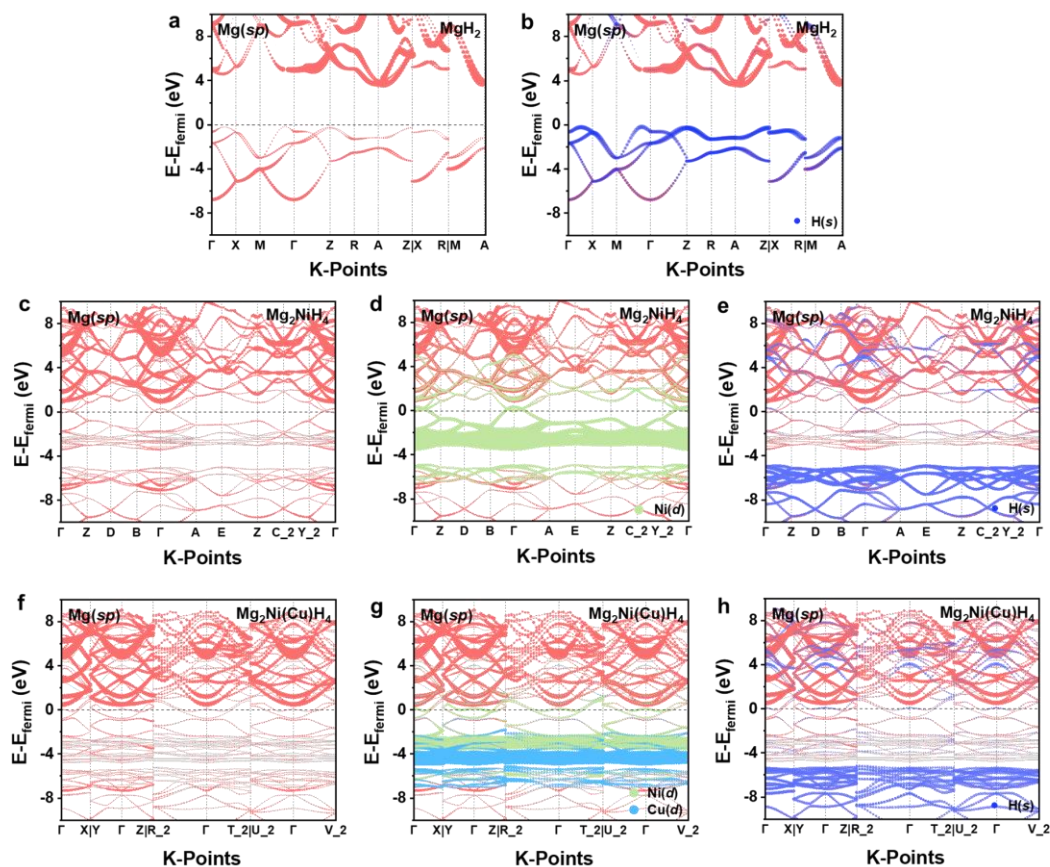 a
Mg(sp) MgH2
8
4
0
-4
-8
E-Efermi (eV)
Γ X M Γ Z R A Z|X R|M A
K-Points
b
Mg(sp) MgH2
8
4
0
-4
-8
E-Efermi (eV)
H(s)
Γ X M Γ Z R A Z|X R|M A
K-Points
c
Mg(sp) Mg2NiH4
8
4
0
-4
-8
E-Efermi (eV)
Γ Z D B Γ A E Z C_2 Y_2 Γ
K-Points
d
Mg(sp) Mg2NiH4
8
4
0
-4
-8
E-Efermi (eV)
Ni(d)
Γ Z D B Γ A E Z C_2 Y_2 Γ
K-Points
e
Mg(sp) Mg2NiH4
8
4
0
-4
-8
E-Efermi (eV)
H(s)
Γ Z D B Γ A E Z C_2 Y_2 Γ
K-Points
f
Mg(sp) Mg2Ni(Cu)H4
8
4
0
-4
-8
E-Efermi (eV)
Γ X|Y Γ Z|R_2 Γ T_2|U_2 Γ V_2
K-Points
g
Mg(sp) Mg2Ni(Cu)H4
8
4
0
-4
-8
E-Efermi (eV)
Ni(d)
Cu(d)
Γ X|Y Γ Z|R_2 Γ T_2|U_2 Γ V_2
K-Points
h
Mg(sp) Mg2Ni(Cu)H4
8
4
0
-4
-8
E-Efermi (eV)
H(s)
Γ X|Y Γ Z|R_2 Γ T_2|U_2 Γ V_2
K-Points